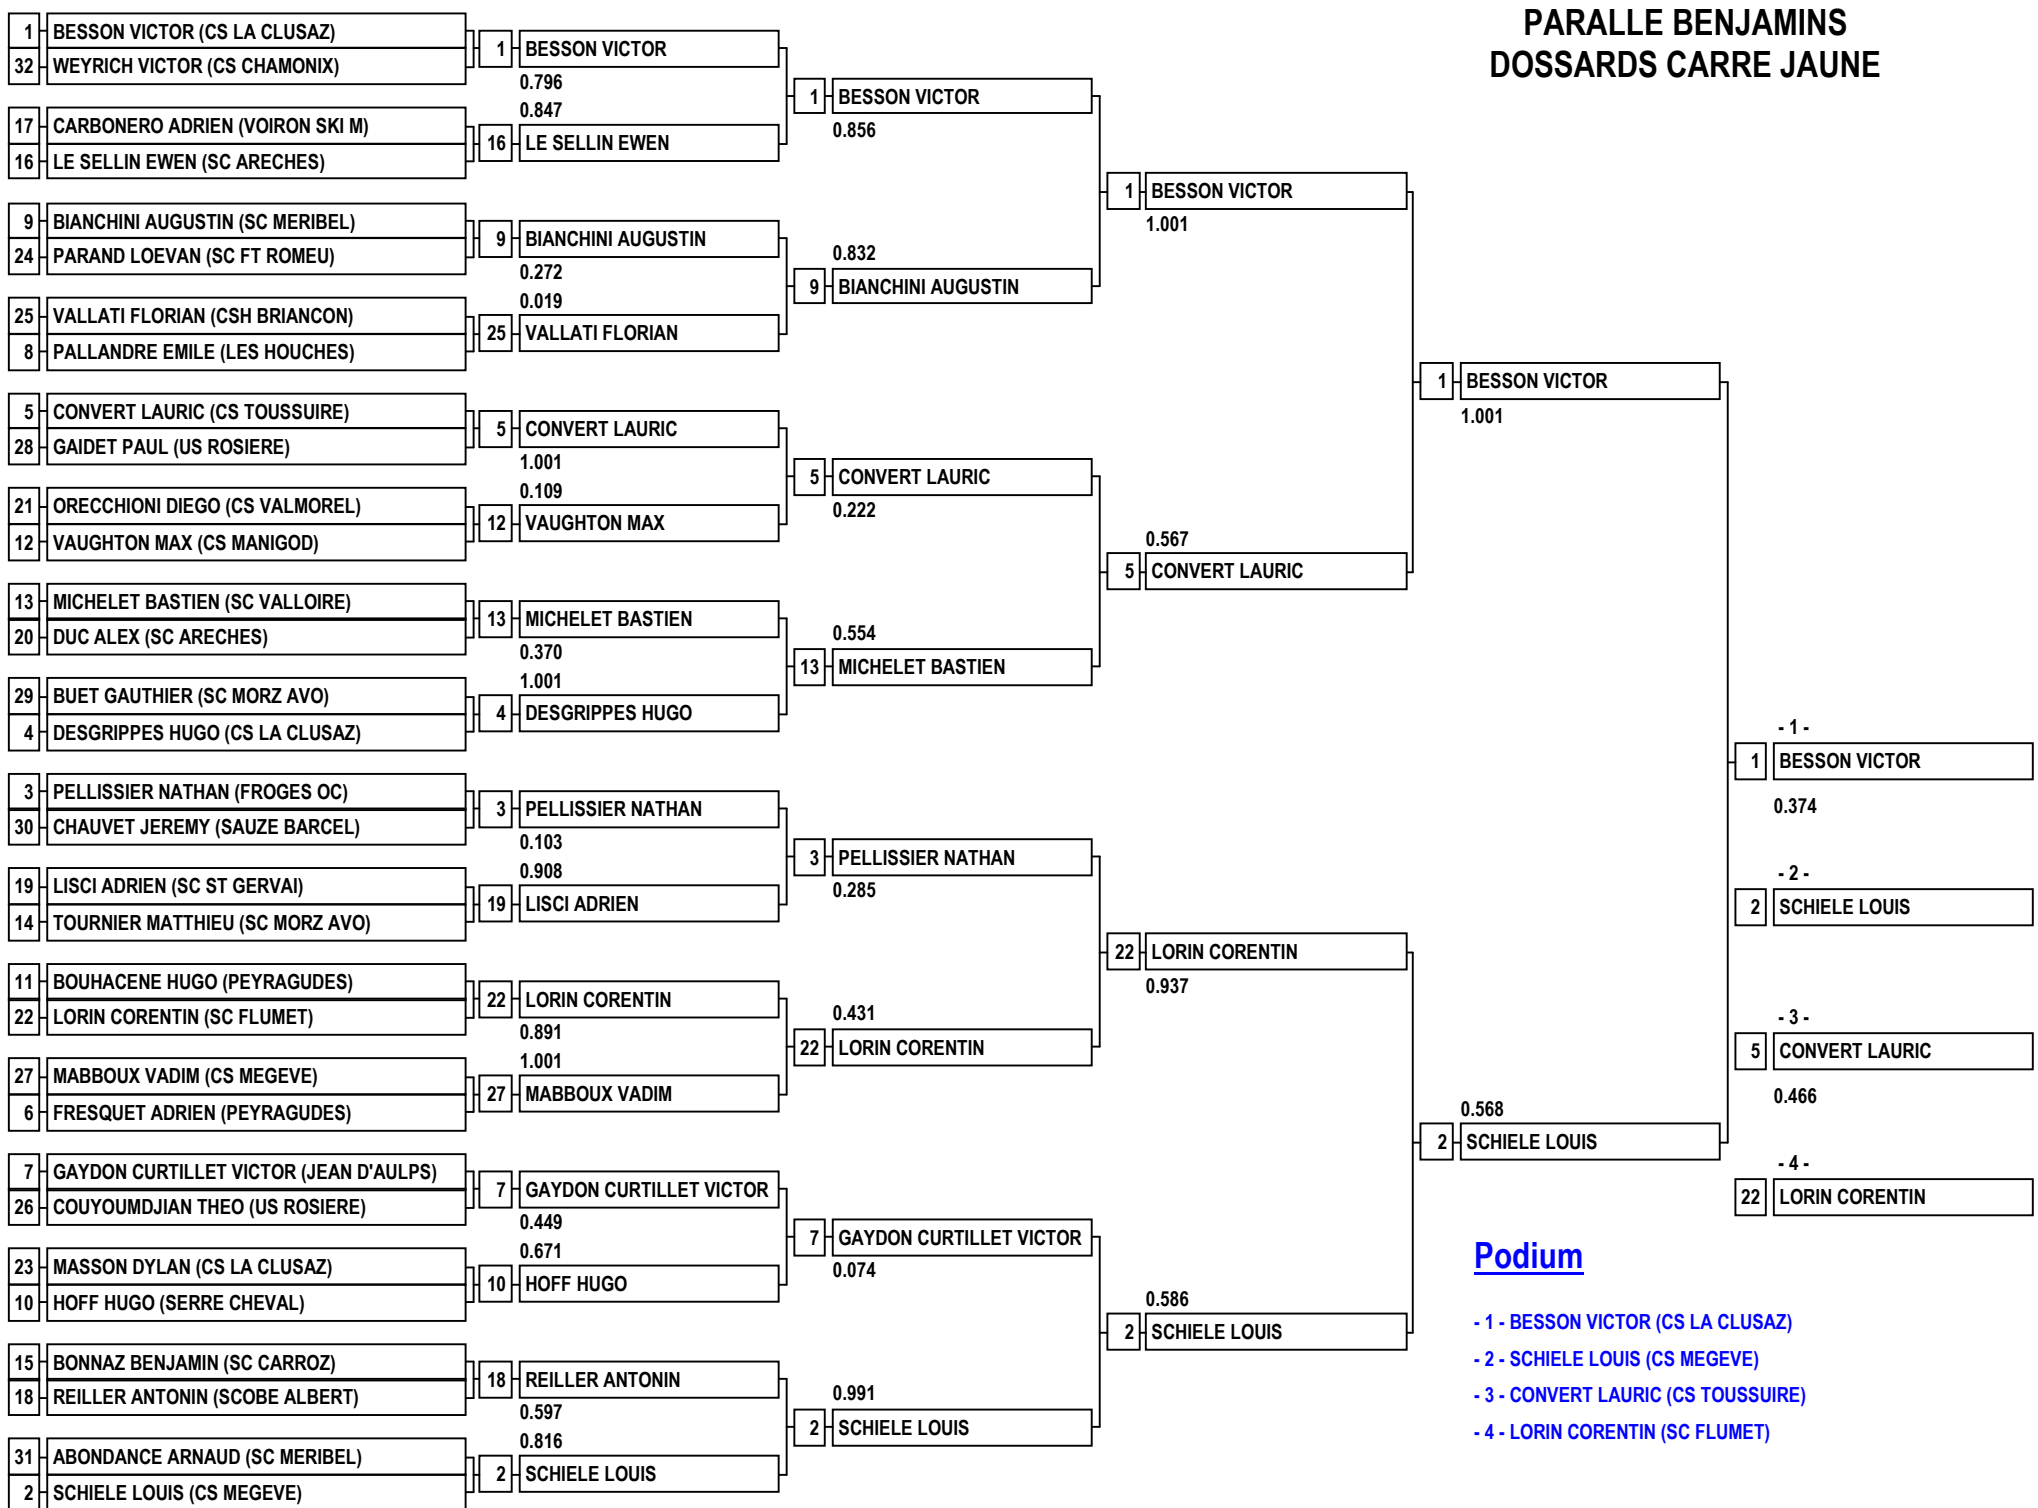 PARALLE BENJAMINS
DOSSARDS CARRE JAUNE
1 BESSON VICTOR (CS LA CLUSAZ)
32 WEYRICH VICTOR (CS CHAMONIX)
17 CARBONERO ADRIEN (VOIRON SKI M)
16 LE SELLIN EWEN (SC ARECHES)
9 BIANCHINI AUGUSTIN (SC MERIBEL)
24 PARAND LOEVAN (SC FT ROMEU)
25 VALLATI FLORIAN (CSH BRIANCON)
8 PALLANDRE EMILE (LES HOUCHES)
5 CONVERT LAURIC (CS TOUSSUIRE)
28 GAIDET PAUL (US ROSIERE)
21 ORECCHIONI DIEGO (CS VALMOREL)
12 VAUGHTON MAX (CS MANIGOD)
13 MICHELET BASTIEN (SC VALLOIRE)
20 DUC ALEX (SC ARECHES)
29 BUET GAUTHIER (SC MORZ AVO)
4 DESGRIPPES HUGO (CS LA CLUSAZ)
3 PELLISSIER NATHAN (FROGES OC)
30 CHAUVET JEREMY (SAUZE BARCEL)
19 LISCI ADRIEN (SC ST GERVAI)
14 TOURNIER MATTHIEU (SC MORZ AVO)
11 BOUHACENE HUGO (PEYRAGUDES)
22 LORIN CORENTIN (SC FLUMET)
27 MABBOUX VADIM (CS MEGEVE)
6 FRESQUET ADRIEN (PEYRAGUDES)
7 GAYDON CURTILLET VICTOR (JEAN D'AULPS)
26 COUYOUMDJIAN THEO (US ROSIERE)
23 MASSON DYLAN (CS LA CLUSAZ)
10 HOFF HUGO (SERRE CHEVAL)
15 BONNAZ BENJAMIN (SC CARROZ)
18 REILLER ANTONIN (SCOBE ALBERT)
31 ABONDANCE ARNAUD (SC MERIBEL)
2 SCHIELE LOUIS (CS MEGEVE)
1 BESSON VICTOR
0.796
0.847
16 LE SELLIN EWEN
9 BIANCHINI AUGUSTIN
0.272
0.019
25 VALLATI FLORIAN
5 CONVERT LAURIC
1.001
0.109
12 VAUGHTON MAX
13 MICHELET BASTIEN
0.370
1.001
4 DESGRIPPES HUGO
3 PELLISSIER NATHAN
0.103
0.908
19 LISCI ADRIEN
22 LORIN CORENTIN
0.891
1.001
27 MABBOUX VADIM
7 GAYDON CURTILLET VICTOR
0.449
0.671
10 HOFF HUGO
18 REILLER ANTONIN
0.597
0.816
2 SCHIELE LOUIS
1 BESSON VICTOR
0.856
0.832
9 BIANCHINI AUGUSTIN
5 CONVERT LAURIC
0.222
0.554
13 MICHELET BASTIEN
3 PELLISSIER NATHAN
0.285
0.431
22 LORIN CORENTIN
7 GAYDON CURTILLET VICTOR
0.074
0.991
2 SCHIELE LOUIS
1 BESSON VICTOR
1.001
0.567
5 CONVERT LAURIC
22 LORIN CORENTIN
0.937
0.586
2 SCHIELE LOUIS
1 BESSON VICTOR
1.001
0.568
2 SCHIELE LOUIS
- 1 -
1 BESSON VICTOR
0.374
- 2 -
2 SCHIELE LOUIS
- 3 -
5 CONVERT LAURIC
0.466
- 4 -
22 LORIN CORENTIN
Podium
- 1 - BESSON VICTOR (CS LA CLUSAZ)
- 2 - SCHIELE LOUIS (CS MEGEVE)
- 3 - CONVERT LAURIC (CS TOUSSUIRE)
- 4 - LORIN CORENTIN (SC FLUMET)